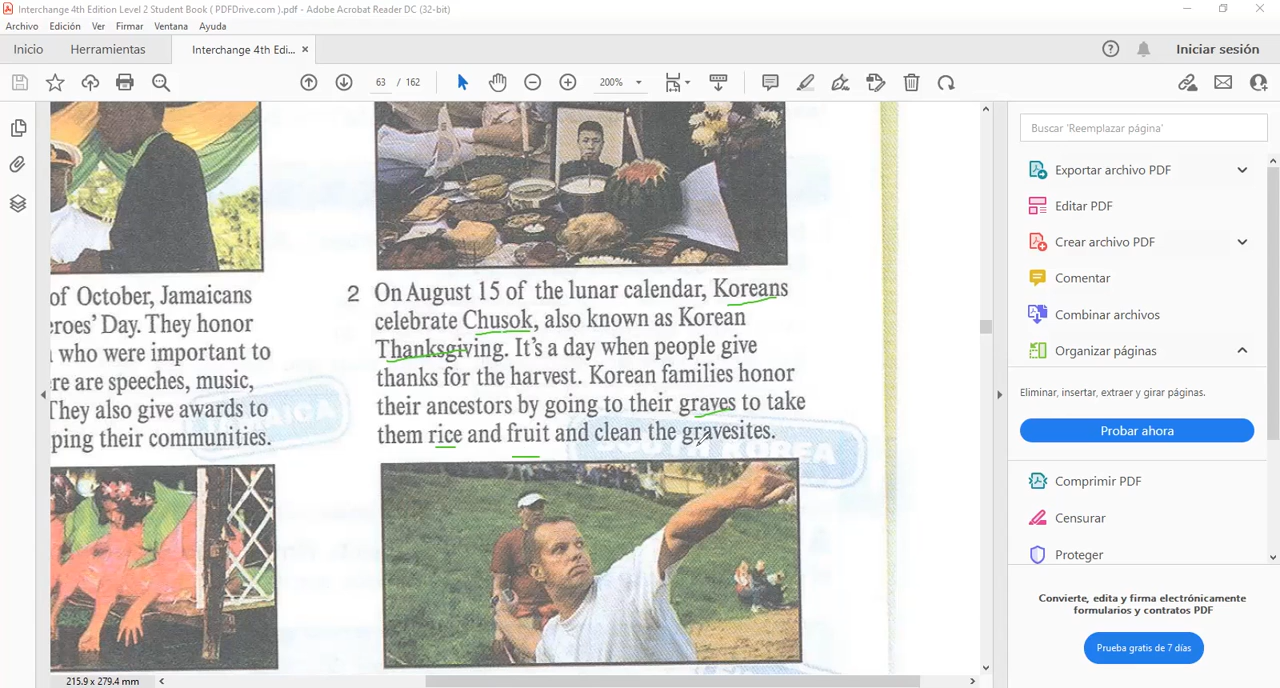 Interchange 4th Edition Level 2 Student Book ( PDFDrive.com ).pdf - Adobe Acrobat Reader DC (32-bit)
Archivo Edición Ver Firmar Ventana Ayuda
Inicio Herramientas Interchange 4th Edi... × Iniciar sesión
63 / 162 200%
Buscar 'Reemplazar página'
Exportar archivo PDF
Editar PDF
Crear archivo PDF
Comentar
Combinar archivos
Organizar páginas
Eliminar, insertar, extraer y girar páginas.
Probar ahora
Comprimir PDF
Censurar
Proteger
Convierte, edita y firma electrónicamente
formularios y contratos PDF
Prueba gratis de 7 días
of October, Jamaicans
eroes' Day. They honor
who were important to
re are speeches, music,
They also give awards to
ping their communities.
JAMAICA
2 On August 15 of the lunar calendar, Koreans
celebrate Chusok, also known as Korean
Thanksgiving. It's a day when people give
thanks for the harvest. Korean families honor
their ancestors by going to their graves to take
them rice and fruit and clean the gravesites.
SOUTH KOREA
215.9 x 279.4 mm